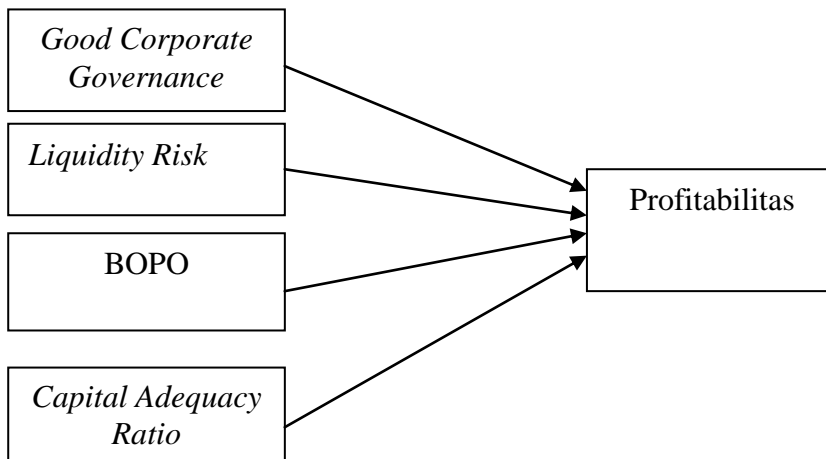 Good Corporate
Governance
Liquidity Risk
Profitabilitas
BOPO
Capital Adequacy
Ratio